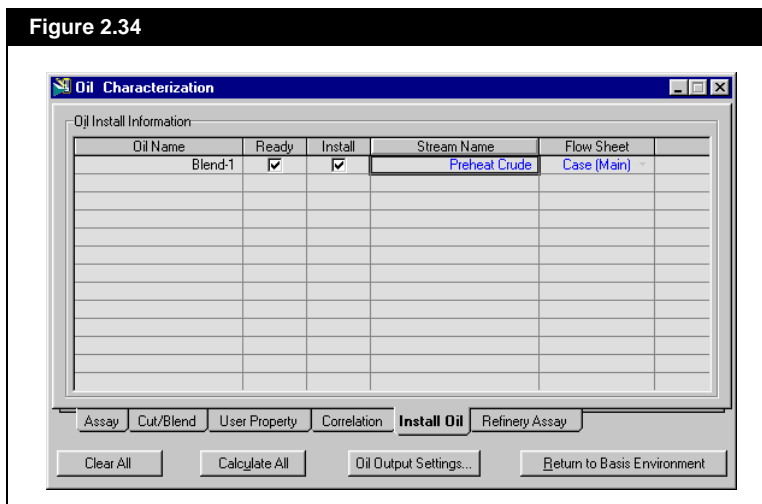 Figure 2.34
Oil Characterization
Oil Install Information
Oil Name Ready Install Stream Name Flow Sheet
Blend-1 Preheat Crude Case (Main)
Assay Cut/Blend User Property Correlation Install Oil Refinery Assay
Clear All Calculate All Oil Output Settings... Return to Basis Environment